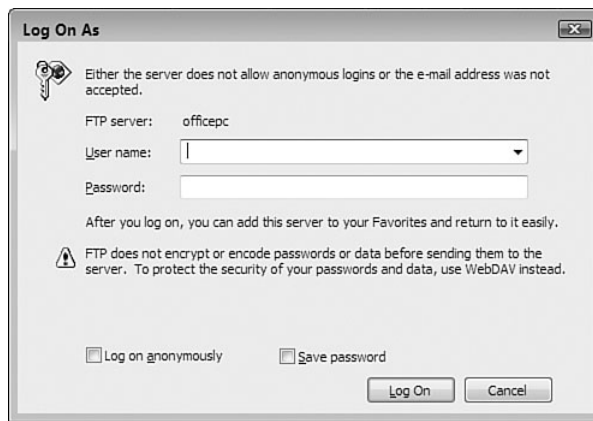 Log On As
Either the server does not allow anonymous logins or the e-mail address was not
accepted.
FTP server: officepc
User name:
Password:
After you log on, you can add this server to your Favorites and return to it easily.
FTP does not encrypt or encode passwords or data before sending them to the
server. To protect the security of your passwords and data, use WebDAV instead.
Log on anonymously Save password
Log On Cancel